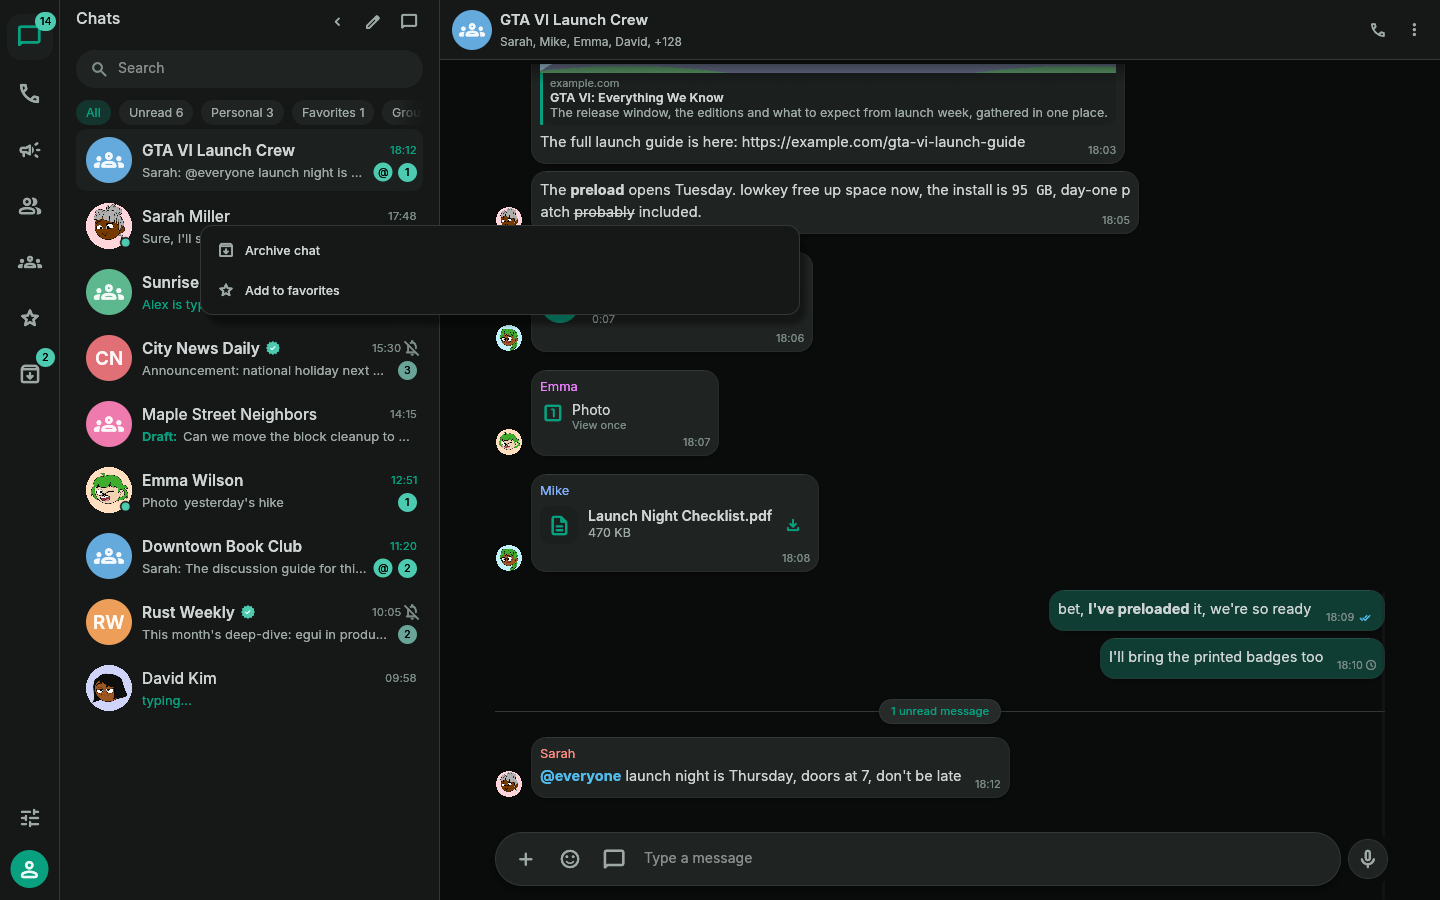 14
Chats
Search
All
Unread 6
Personal 3
Favorites 1
GTA VI Launch Crew
18:12
Sarah: @everyone launch night is ...
@
1
Sarah Miller
17:48
Sure, I'll s
Archive chat
Add to favorites
Sunrise
Alex is typ
City News Daily
15:30
Announcement: national holiday next ...
3
2
Maple Street Neighbors
14:15
Draft: Can we move the block cleanup to ...
Emma Wilson
12:51
Photo yesterday's hike
1
Downtown Book Club
11:20
Sarah: The discussion guide for thi...
@
2
CN
RW
Rust Weekly
10:05
This month's deep-dive: egui in produ...
2
David Kim
09:58
typing...
GTA VI Launch Crew
Sarah, Mike, Emma, David, +128
example.com
GTA VI: Everything We Know
The release window, the editions and what to expect from launch week, gathered in one place.
The full launch guide is here: https://example.com/gta-vi-launch-guide
18:03
The preload opens Tuesday. lowkey free up space now, the install is 95 GB, day-one p
atch probably included.
18:05
0:07
18:06
Emma
1
Photo
View once
18:07
Mike
Launch Night Checklist.pdf
470 KB
18:08
bet, I've preloaded it, we're so ready
18:09
I'll bring the printed badges too
18:10
1 unread message
Sarah
@everyone launch night is Thursday, doors at 7, don't be late
18:12
Type a message